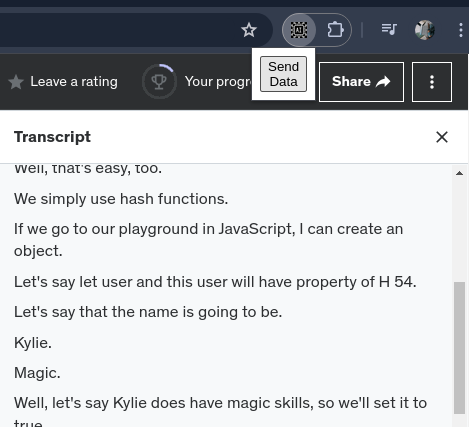 AI
Leave a rating
Your progr
Send
Data
Share
Transcript
Well, that's easy, too.
We simply use hash functions.
If we go to our playground in JavaScript, I can create an
object.
Let's say let user and this user will have property of H 54.
Let's say that the name is going to be.
Kylie.
Magic.
Well, let's say Kylie does have magic skills, so we'll set it to
true.